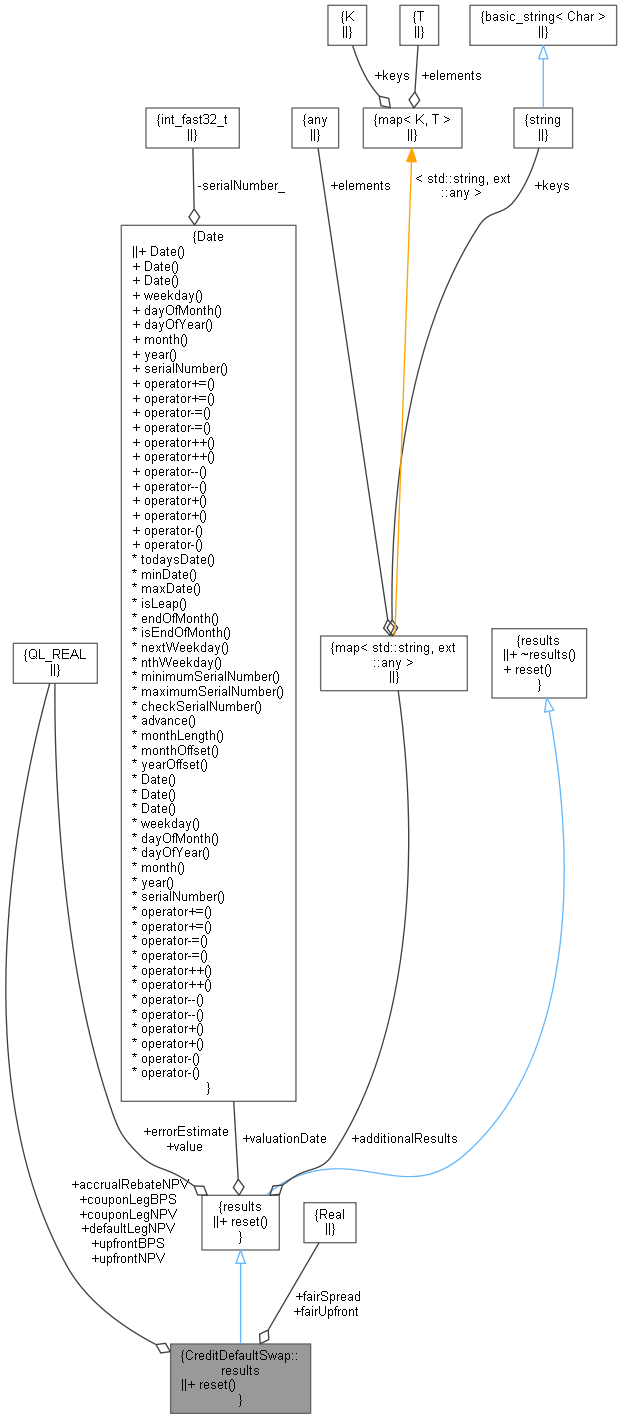 {K
||}
{T
||}
{basic_string< Char >
||}
+keys
+elements
{int_fast32_t
||}
{any
||}
{map< K, T >
||}
{string
||}
-serialNumber_
+elements
< std::string, ext
::any >
+keys
{Date
||+ Date()
+ Date()
+ Date()
+ weekday()
+ dayOfMonth()
+ dayOfYear()
+ month()
+ year()
+ serialNumber()
+ operator+=()
+ operator+=()
+ operator-=()
+ operator-=()
+ operator++()
+ operator++()
+ operator--()
+ operator--()
+ operator+()
+ operator+()
+ operator-()
+ operator-()
* todaysDate()
* minDate()
* maxDate()
* isLeap()
* endOfMonth()
* isEndOfMonth()
* nextWeekday()
* nthWeekday()
* minimumSerialNumber()
* maximumSerialNumber()
* checkSerialNumber()
* advance()
* monthLength()
* monthOffset()
* yearOffset()
* Date()
* Date()
* Date()
* weekday()
* dayOfMonth()
* dayOfYear()
* month()
* year()
* serialNumber()
* operator+=()
* operator+=()
* operator-=()
* operator-=()
* operator++()
* operator++()
* operator--()
* operator--()
* operator+()
* operator+()
* operator-()
* operator-()
}
{QL_REAL
||}
{map< std::string, ext
::any >
||}
{results
||+ ~results()
+ reset()
}
+errorEstimate
+value
+valuationDate
+additionalResults
+accrualRebateNPV
+couponLegBPS
+couponLegNPV
+defaultLegNPV
+upfrontBPS
+upfrontNPV
{results
||+ reset()
}
{Real
||}
+fairSpread
+fairUpfront
{CreditDefaultSwap::
results
||+ reset()
}